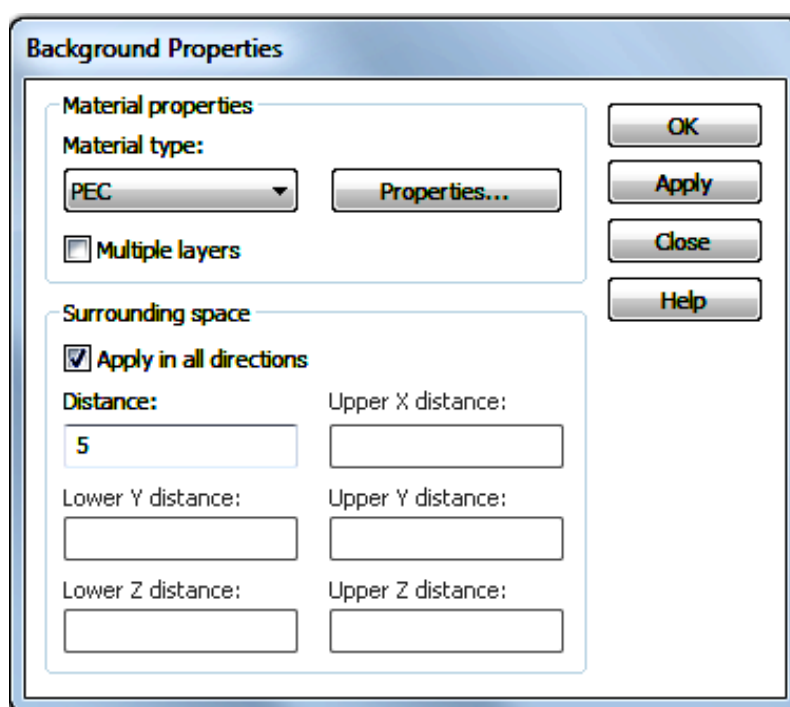 Background Properties
Material properties
Material type:
PEC
Properties...
Multiple layers
OK
Apply
Close
Help
Surrounding space
Apply in all directions
Distance:
Upper X distance:
5
Lower Y distance:
Upper Y distance:
Lower Z distance:
Upper Z distance: